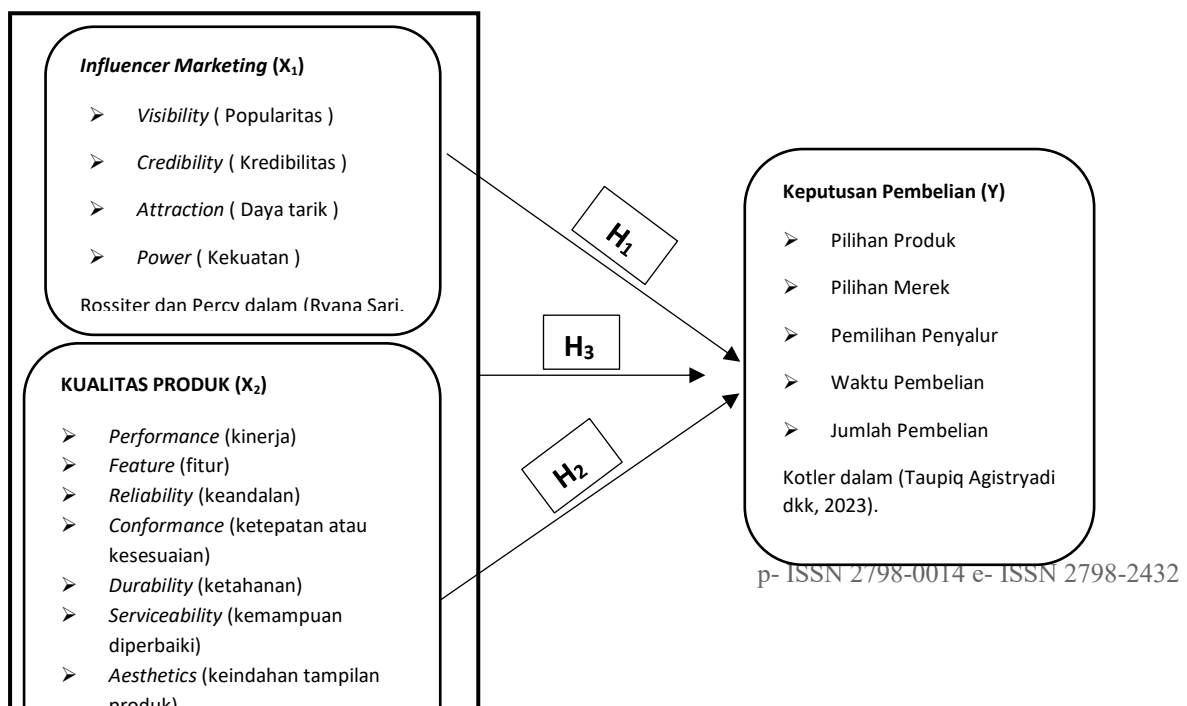 Influencer Marketing (X₁)
➢ Visibility ( Popularitas )
➢ Credibility ( Kredibilitas )
➢ Attraction ( Daya tarik )
➢ Power ( Kekuatan )
Rossiter dan Percy dalam (Ryana Sari,
KUALITAS PRODUK (X₂)
➢ Performance (kinerja)
➢ Feature (fitur)
➢ Reliability (keandalan)
➢ Conformance (ketepatan atau
kesesuaian)
➢ Durability (ketahanan)
➢ Serviceability (kemampuan
diperbaiki)
➢ Aesthetics (keindahan tampilan
produk)
H₁
H₃
H₂
Keputusan Pembelian (Y)
➢ Pilihan Produk
➢ Pilihan Merek
➢ Pemilihan Penyalur
➢ Waktu Pembelian
➢ Jumlah Pembelian
Kotler dalam (Taupiq Agistryadi
dkk, 2023).
p- ISSN 2798-0014 e- ISSN 2798-2432